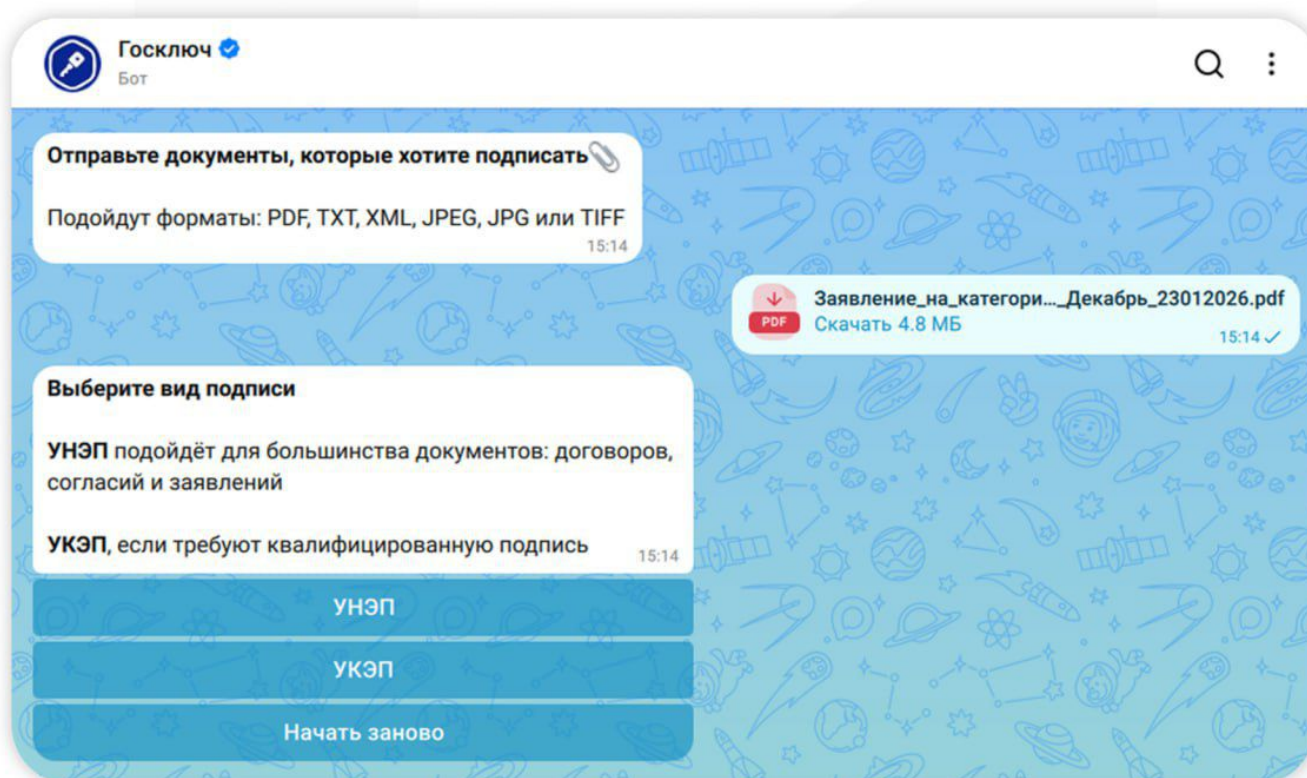 Госключ
Бот
Отправьте документы, которые хотите подписать
Подойдут форматы: PDF, TXT, XML, JPEG, JPG или TIFF
15:14
Заявление_на_категори..._Декабрь_23012026.pdf
PDF
Скачать 4.8 МБ
15:14
Выберите вид подписи
УНЭП подойдёт для большинства документов: договоров,
согласий и заявлений
УКЭП, если требуют квалифицированную подпись
15:14
УНЭП
УКЭП
Начать заново